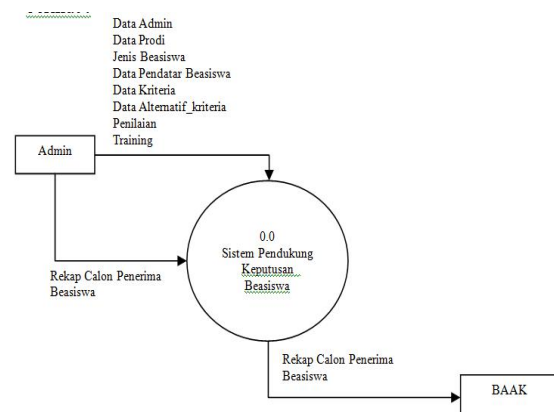 Data Admin
Data Prodi
Jenis Beasiswa
Data Pendatar Beasiswa
Data Kriteria
Data Alternatif_kriteria
Penilaian
Training
Admin
0.0
Sistem Pendukung
Keputusan
Beasiswa
Rekap Calon Penerima
Beasiswa
Rekap Calon Penerima
Beasiswa
BAAK